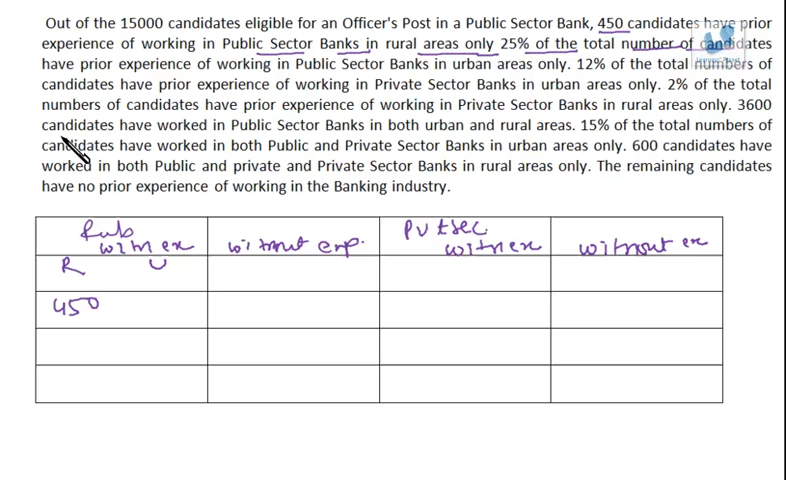 Out of the 15000 candidates eligible for an Officer's Post in a Public Sector Bank, 450 candidates have prior
experience of working in Public Sector Banks in rural areas only 25% of the total number of candidates
have prior experience of working in Public Sector Banks in urban areas only. 12% of the total numbers of
candidates have prior experience of working in Private Sector Banks in urban areas only. 2% of the total
numbers of candidates have prior experience of working in Private Sector Banks in rural areas only. 3600
candidates have worked in Public Sector Banks in both urban and rural areas. 15% of the total numbers of
candidates have worked in both Public and Private Sector Banks in urban areas only. 600 candidates have
worked in both Public and private and Private Sector Banks in rural areas only. The remaining candidates
have no prior experience of working in the Banking industry.
Pub Pvt sec
with ex without exp. with ex without ex
R U
450